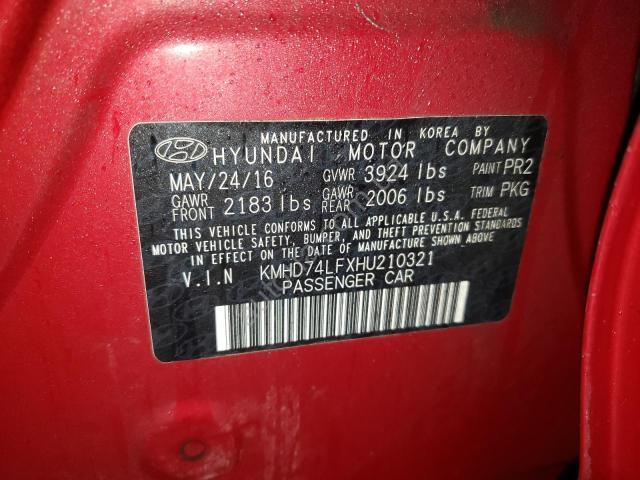 MANUFACTURED IN KOREA BY
HYUNDAI MOTOR COMPANY
MAY/24/16 GVWR 3924 lbs PAINT PR2
GAWR FRONT 2183 lbs GAWR REAR 2006 lbs TRIM PKG
THIS VEHICLE CONFORMS TO ALL APPLICABLE U.S.A. FEDERAL
MOTOR VEHICLE SAFETY, BUMPER, AND THEFT PREVENTION STANDARDS
IN EFFECT ON THE DATE OF MANUFACTURE SHOWN ABOVE.
V.I.N KMHD74LFXHU210321
PASSENGER CAR